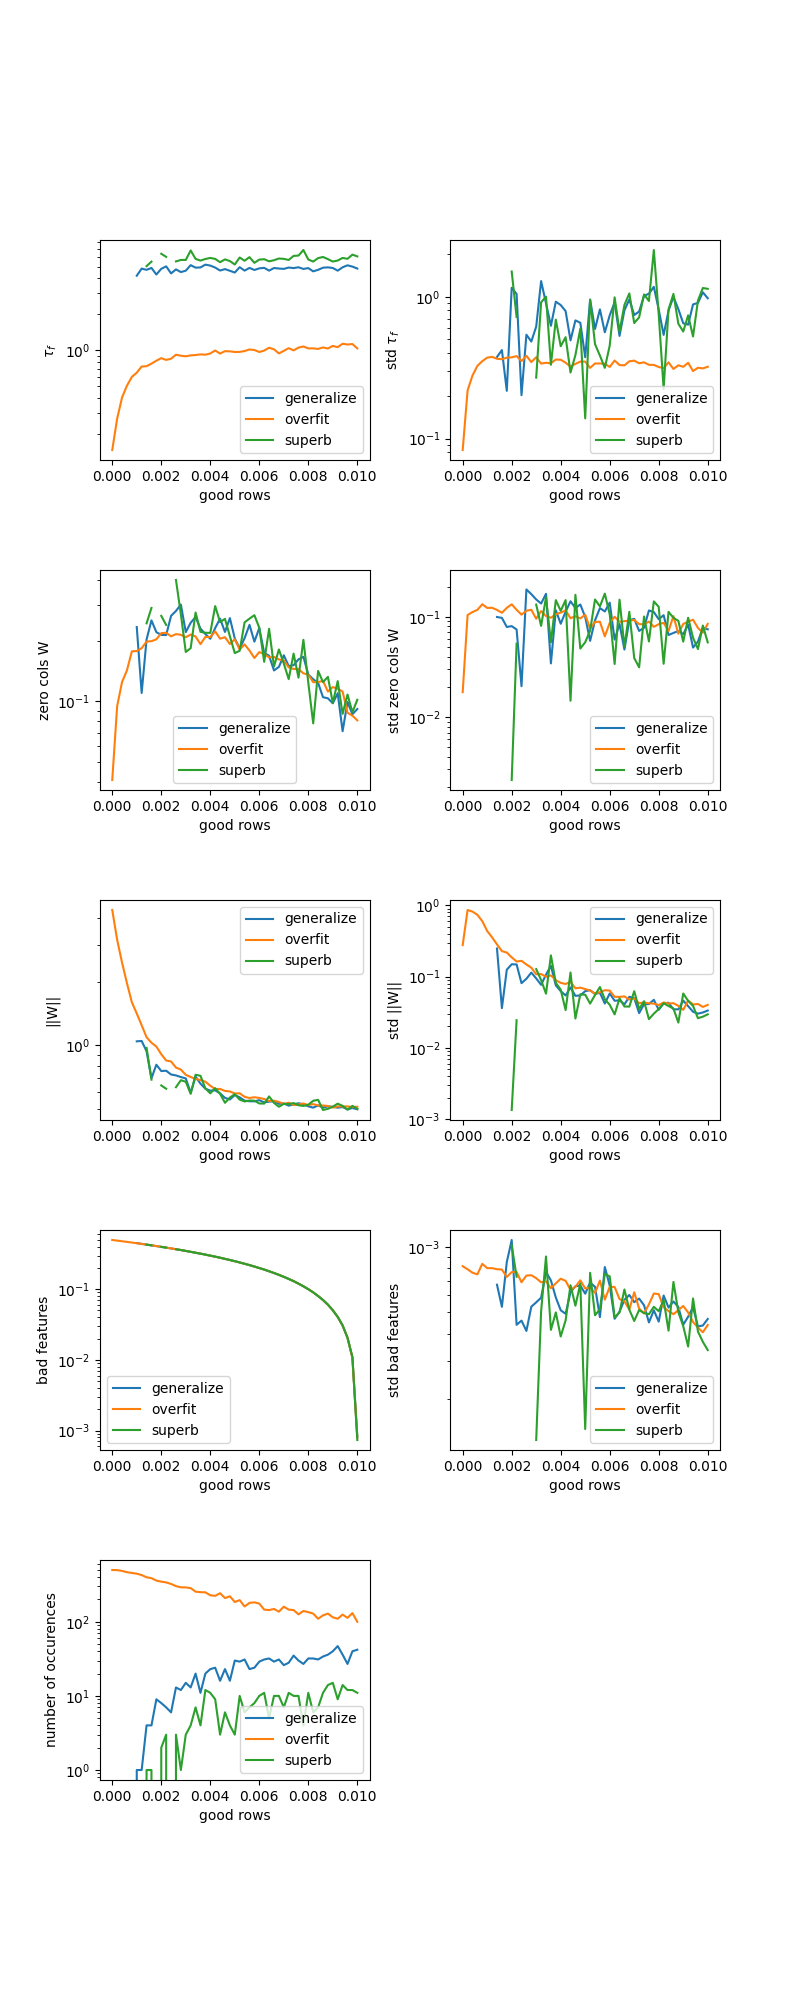 τf
10^0
generalize
overfit
superb
0.000 0.002 0.004 0.006 0.008 0.010
good rows
std τf
10^0
10^-1
generalize
overfit
superb
0.000 0.002 0.004 0.006 0.008 0.010
good rows
zero cols W
10^-1
generalize
overfit
superb
0.000 0.002 0.004 0.006 0.008 0.010
good rows
std zero cols W
10^-1
10^-2
generalize
overfit
superb
0.000 0.002 0.004 0.006 0.008 0.010
good rows
||W||
10^0
generalize
overfit
superb
0.000 0.002 0.004 0.006 0.008 0.010
good rows
std ||W||
10^0
10^-1
10^-2
10^-3
generalize
overfit
superb
0.000 0.002 0.004 0.006 0.008 0.010
good rows
bad features
10^-1
10^-2
10^-3
generalize
overfit
superb
0.000 0.002 0.004 0.006 0.008 0.010
good rows
std bad features
10^-3
generalize
overfit
superb
0.000 0.002 0.004 0.006 0.008 0.010
good rows
number of occurences
10^2
10^1
10^0
generalize
overfit
superb
0.000 0.002 0.004 0.006 0.008 0.010
good rows